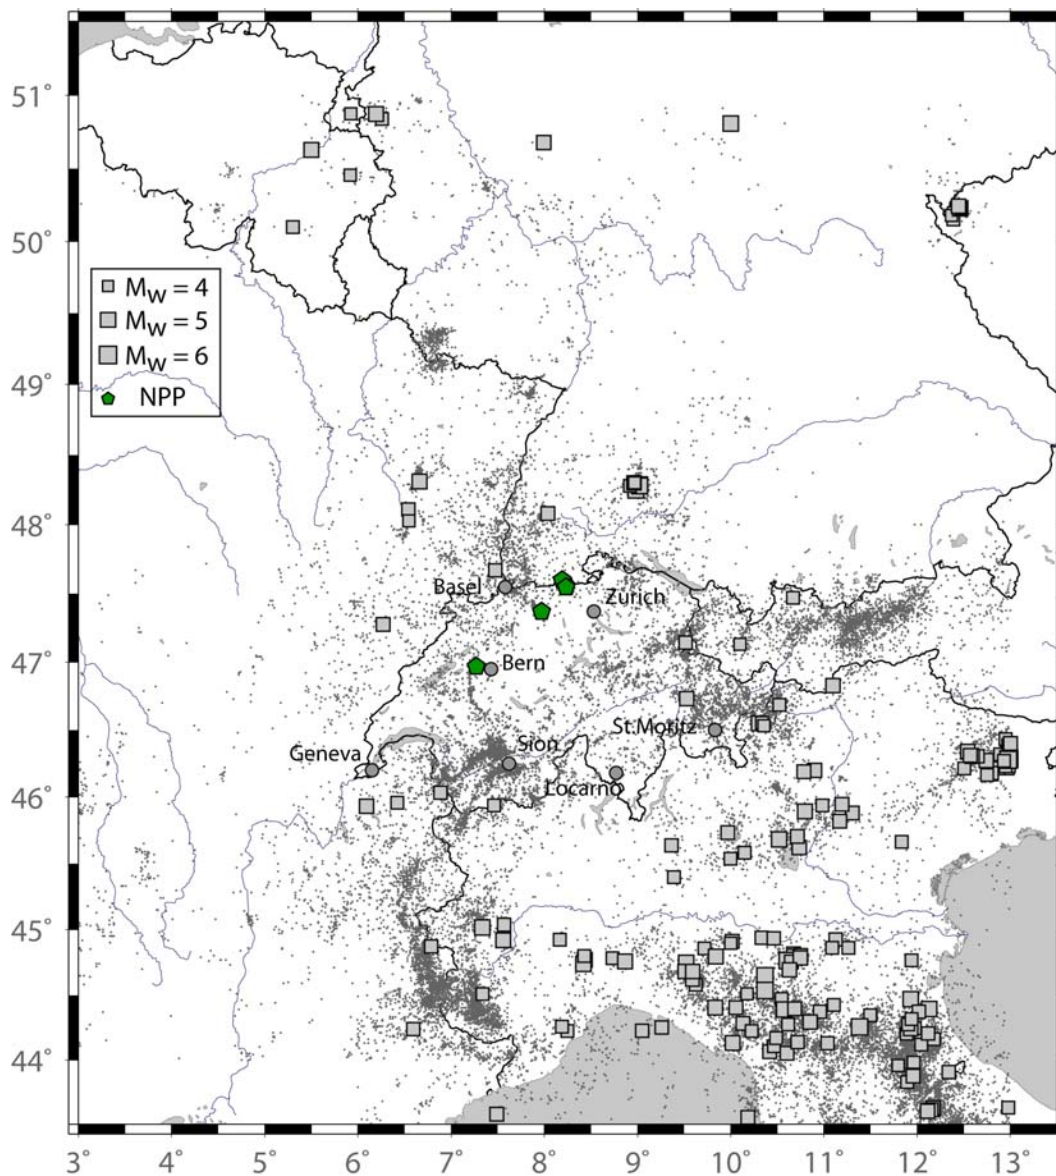 51°
50°
M_W = 4
M_W = 5
M_W = 6
NPP
49°
48°
Basel
Zürich
47°
Bern
St.Moritz
Sion
Geneva
Locarno
46°
45°
44°
3° 4° 5° 6° 7° 8° 9° 10° 11° 12° 13°